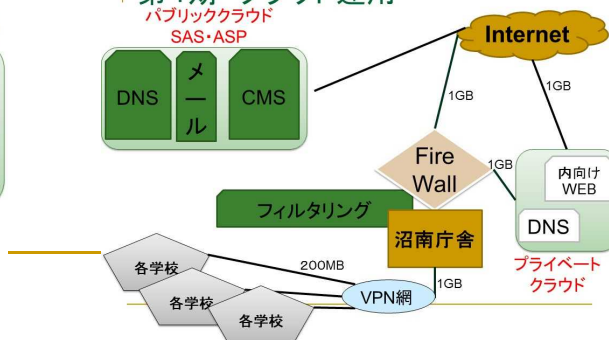 パブリッククラウド
SAS・ASP
Internet
DNS
メール
CMS
1GB
1GB
Fire
Wall
1GB
内向け
WEB
DNS
フィルタリング
沼南庁舎
プライベート
クラウド
各学校
200MB
1GB
VPN網
各学校
各学校